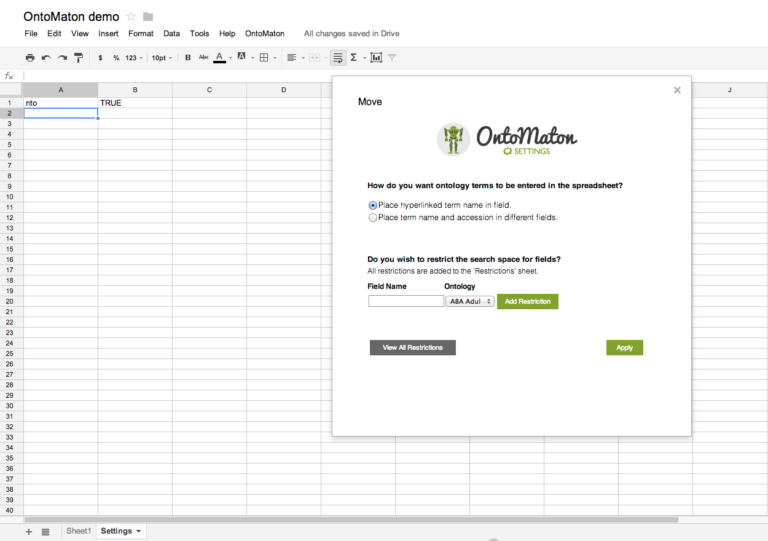 OntoMaton demo
File Edit View Insert Format Data Tools Help OntoMaton All changes saved in Drive
$ % 123 10pt B Abc A A Σ
fx
A B C D J
1 nto TRUE
2
3
4
5
6
7
8
9
10
11
12
13
14
15
16
17
18
19
20
21
22
23
24
25
26
27
28
29
30
31
32
33
34
35
36
37
38
39
40
Move
OntoMaton
SETTINGS
How do you want ontology terms to be entered in the spreadsheet?
Place hyperlinked term name in field.
Place term name and accession in different fields.
Do you wish to restrict the search space for fields?
All restrictions are added to the 'Restrictions' sheet.
Field Name Ontology
ABA Adul Add Restriction
View All Restrictions Apply
Sheet1 Settings